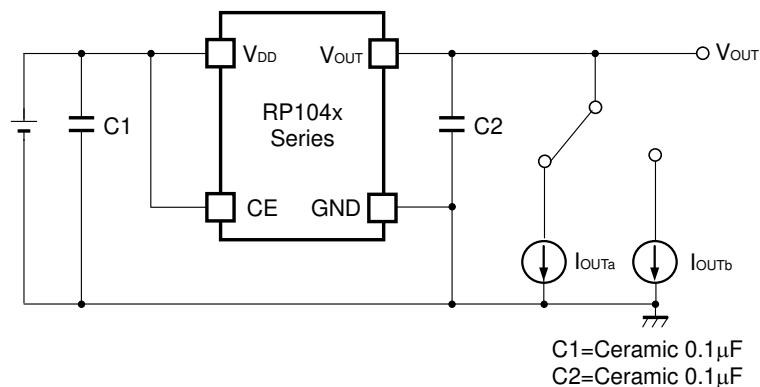 VDD
VOUT
VOUT
RP104x
Series
C1
C2
CE
GND
IOUTa
IOUTb
C1=Ceramic 0.1μF
C2=Ceramic 0.1μF